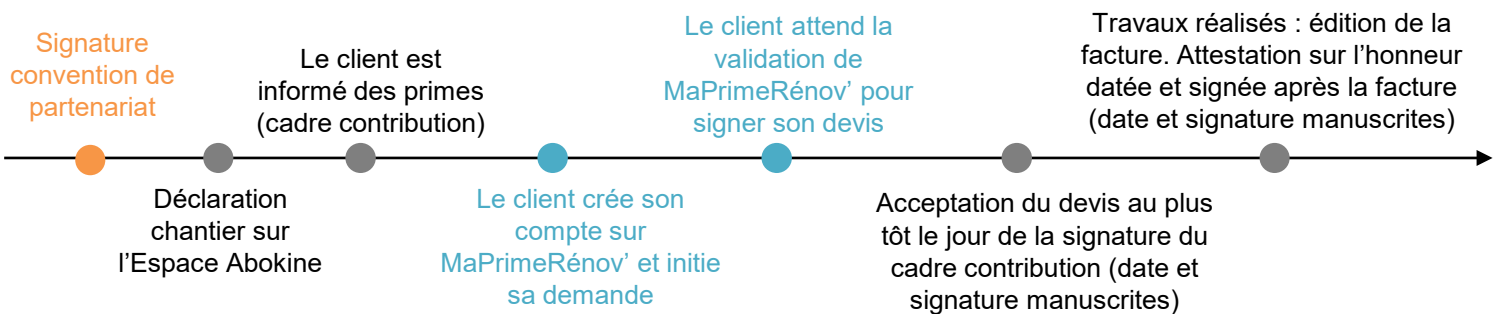 Signature
convention de
partenariat
Déclaration
chantier sur
l’Espace Abokine
Le client est
informé des primes
(cadre contribution)
Le client crée son
compte sur
MaPrimeRénov’ et initie
sa demande
Le client attend la
validation de
MaPrimeRénov’ pour
signer son devis
Acceptation du devis au plus
tôt le jour de la signature du
cadre contribution (date et
signature manuscrites)
Travaux réalisés : édition de la
facture. Attestation sur l’honneur
datée et signée après la facture
(date et signature manuscrites)